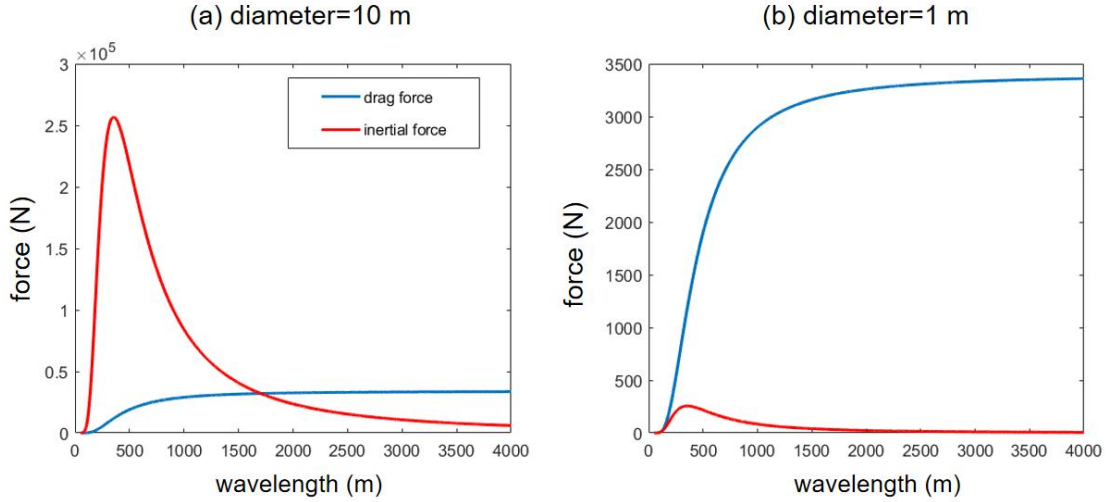 (a) diameter=10 m
×10⁵
3
2.5
2
1.5
1
0.5
0
force (N)
drag force
inertial force
0 500 1000 1500 2000 2500 3000 3500 4000
wavelength (m)
(b) diameter=1 m
3500
3000
2500
2000
1500
1000
500
0
force (N)
0 500 1000 1500 2000 2500 3000 3500 4000
wavelength (m)